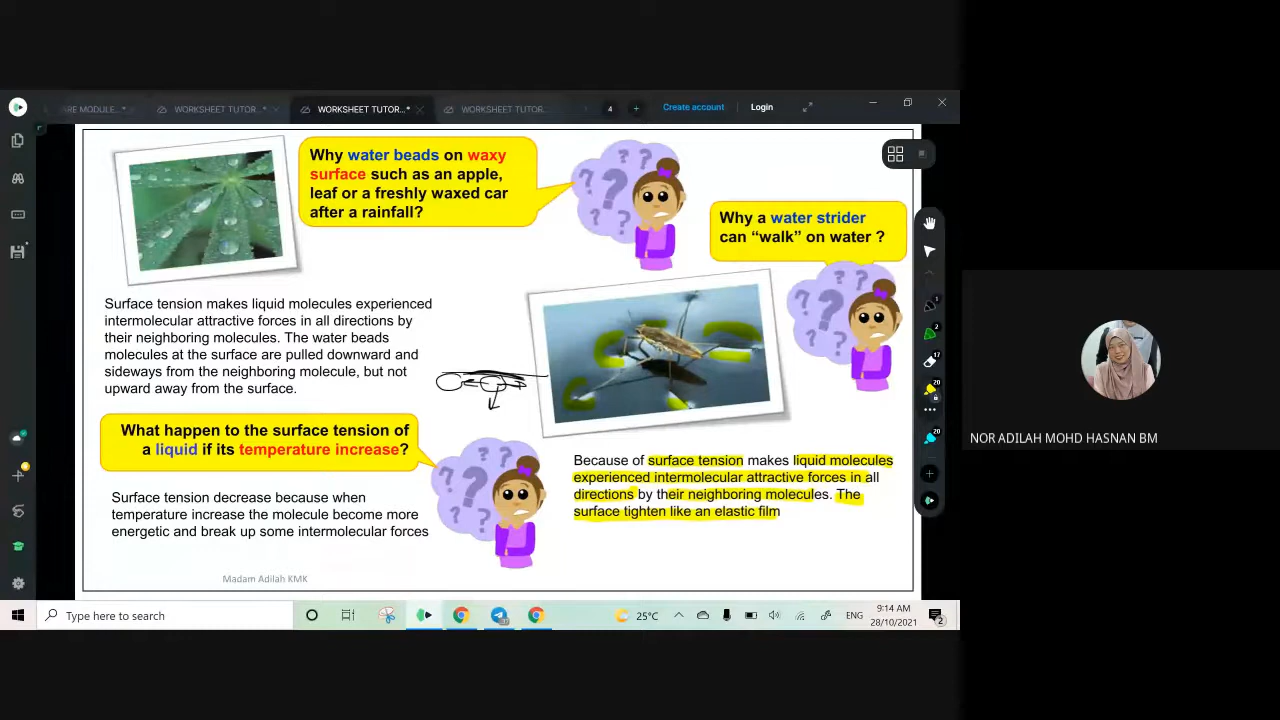 RE MODULE...*
WORKSHEET TUTOR...*
WORKSHEET TUTOR...*
WORKSHEET TUTOR...
4
Create account
Login
Why water beads on waxy
surface such as an apple,
leaf or a freshly waxed car
after a rainfall?
Why a water strider
can “walk” on water ?
Surface tension makes liquid molecules experienced
intermolecular attractive forces in all directions by
their neighboring molecules. The water beads
molecules at the surface are pulled downward and
sideways from the neighboring molecule, but not
upward away from the surface.
What happen to the surface tension of
a liquid if its temperature increase?
Surface tension decrease because when
temperature increase the molecule become more
energetic and break up some intermolecular forces
Because of surface tension makes liquid molecules
experienced intermolecular attractive forces in all
directions by their neighboring molecules. The
surface tighten like an elastic film
Madam Adilah KMK
NOR ADILAH MOHD HASNAN BM
Type here to search
25°C
ENG
9:14 AM
28/10/2021
2